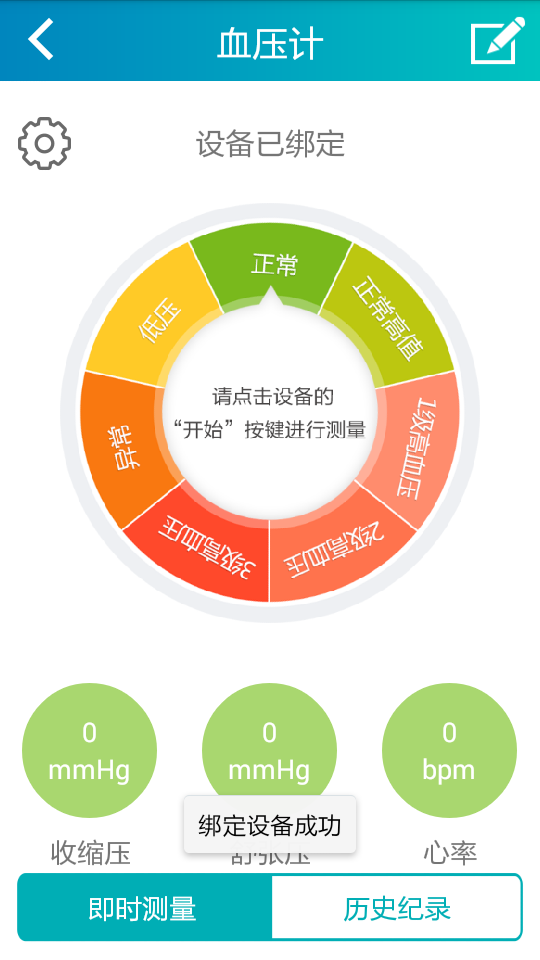 血压计
设备已绑定
正常
正常高值
1级高血压
2级高血压
3级高血压
异常
低压
请点击设备的
“开始”按键进行测量
0
mmHg
0
mmHg
0
bpm
绑定设备成功
收缩压
舒张压
心率
即时测量
历史纪录